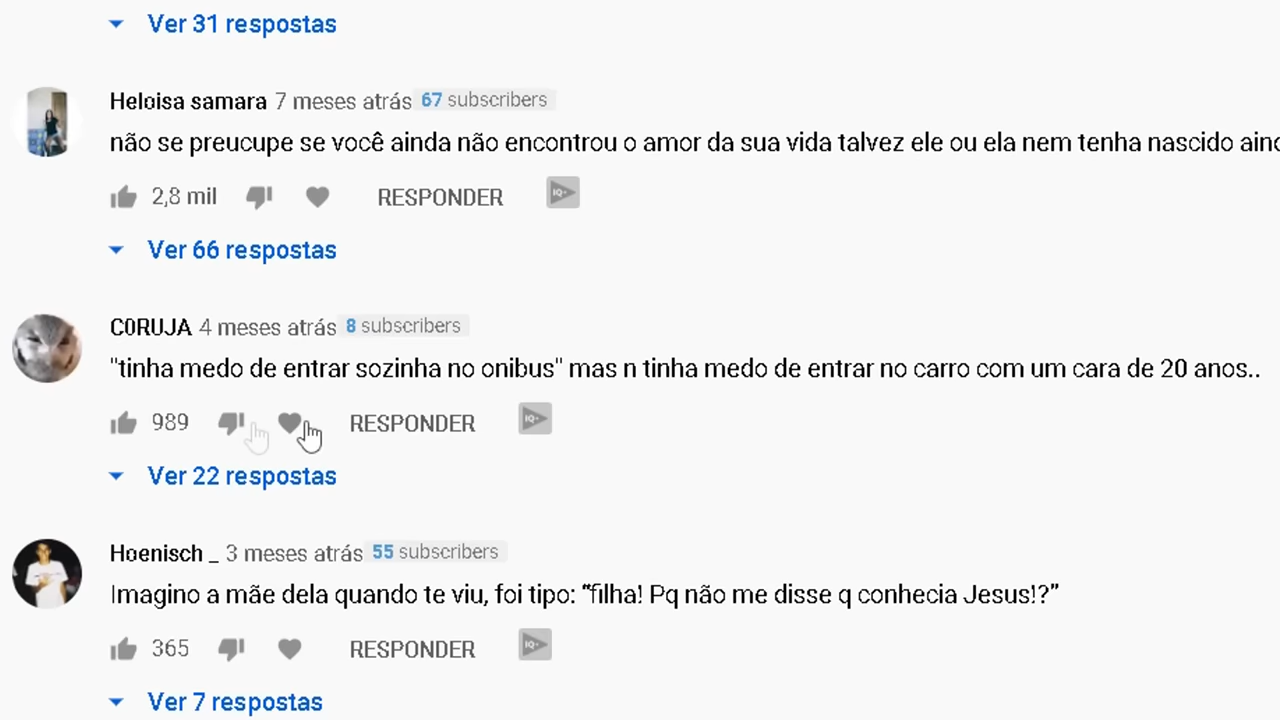 Ver 31 respostas
Heloisa samara 7 meses atrás 67 subscribers
não se preucupe se você ainda não encontrou o amor da sua vida talvez ele ou ela nem tenha nascido
2,8 mil RESPONDER IQ+
Ver 66 respostas
C0RUJA 4 meses atrás 8 subscribers
"tinha medo de entrar sozinha no onibus" mas n tinha medo de entrar no carro com um cara de 20 anos..
989 RESPONDER IQ+
Ver 22 respostas
Hoenisch _ 3 meses atrás 55 subscribers
Imagino a mãe dela quando te viu, foi tipo: “filha! Pq não me disse q conhecia Jesus!?”
365 RESPONDER IQ+
Ver 7 respostas